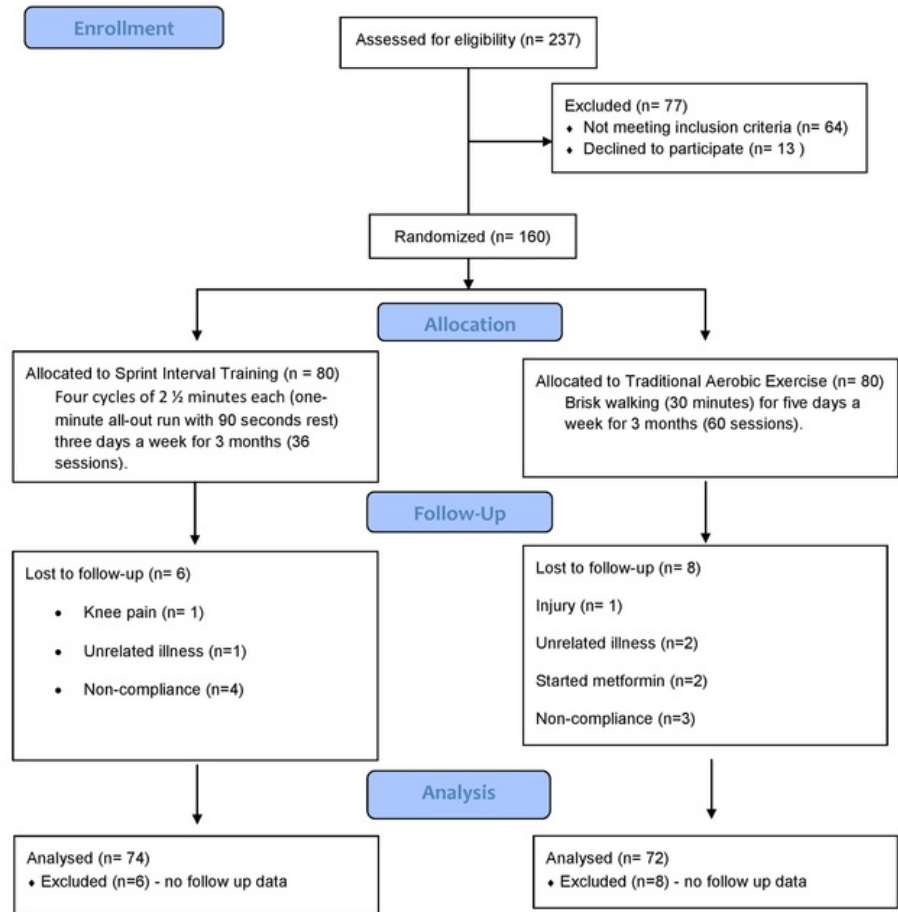 Enrollment
Assessed for eligibility (n= 237)
Excluded (n= 77)
♦ Not meeting inclusion criteria (n= 64)
♦ Declined to participate (n= 13 )
Randomized (n= 160)
Allocation
Allocated to Sprint Interval Training (n = 80)
Four cycles of 2 ½ minutes each (one-
minute all-out run with 90 seconds rest)
three days a week for 3 months (36
sessions).
Allocated to Traditional Aerobic Exercise (n= 80)
Brisk walking (30 minutes) for five days a
week for 3 months (60 sessions).
Follow-Up
Lost to follow-up (n= 6)
• Knee pain (n= 1)
• Unrelated illness (n=1)
• Non-compliance (n=4)
Lost to follow-up (n= 8)
Injury (n= 1)
Unrelated illness (n=2)
Started metformin (n=2)
Non-compliance (n=3)
Analysis
Analysed (n= 74)
♦ Excluded (n=6) - no follow up data
Analysed (n= 72)
♦ Excluded (n=8) - no follow up data